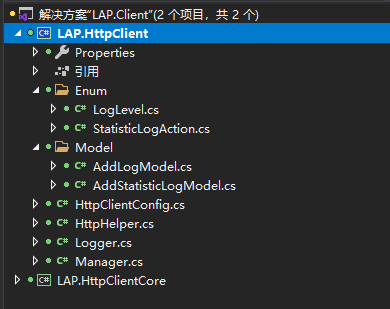 解决方案"LAP.Client"(2 个项目，共 2 个)
LAP.HttpClient
Properties
引用
Enum
LogLevel.cs
StatisticLogAction.cs
Model
AddLogModel.cs
AddStatisticLogModel.cs
HttpClientConfig.cs
HttpHelper.cs
Logger.cs
Manager.cs
LAP.HttpClientCore